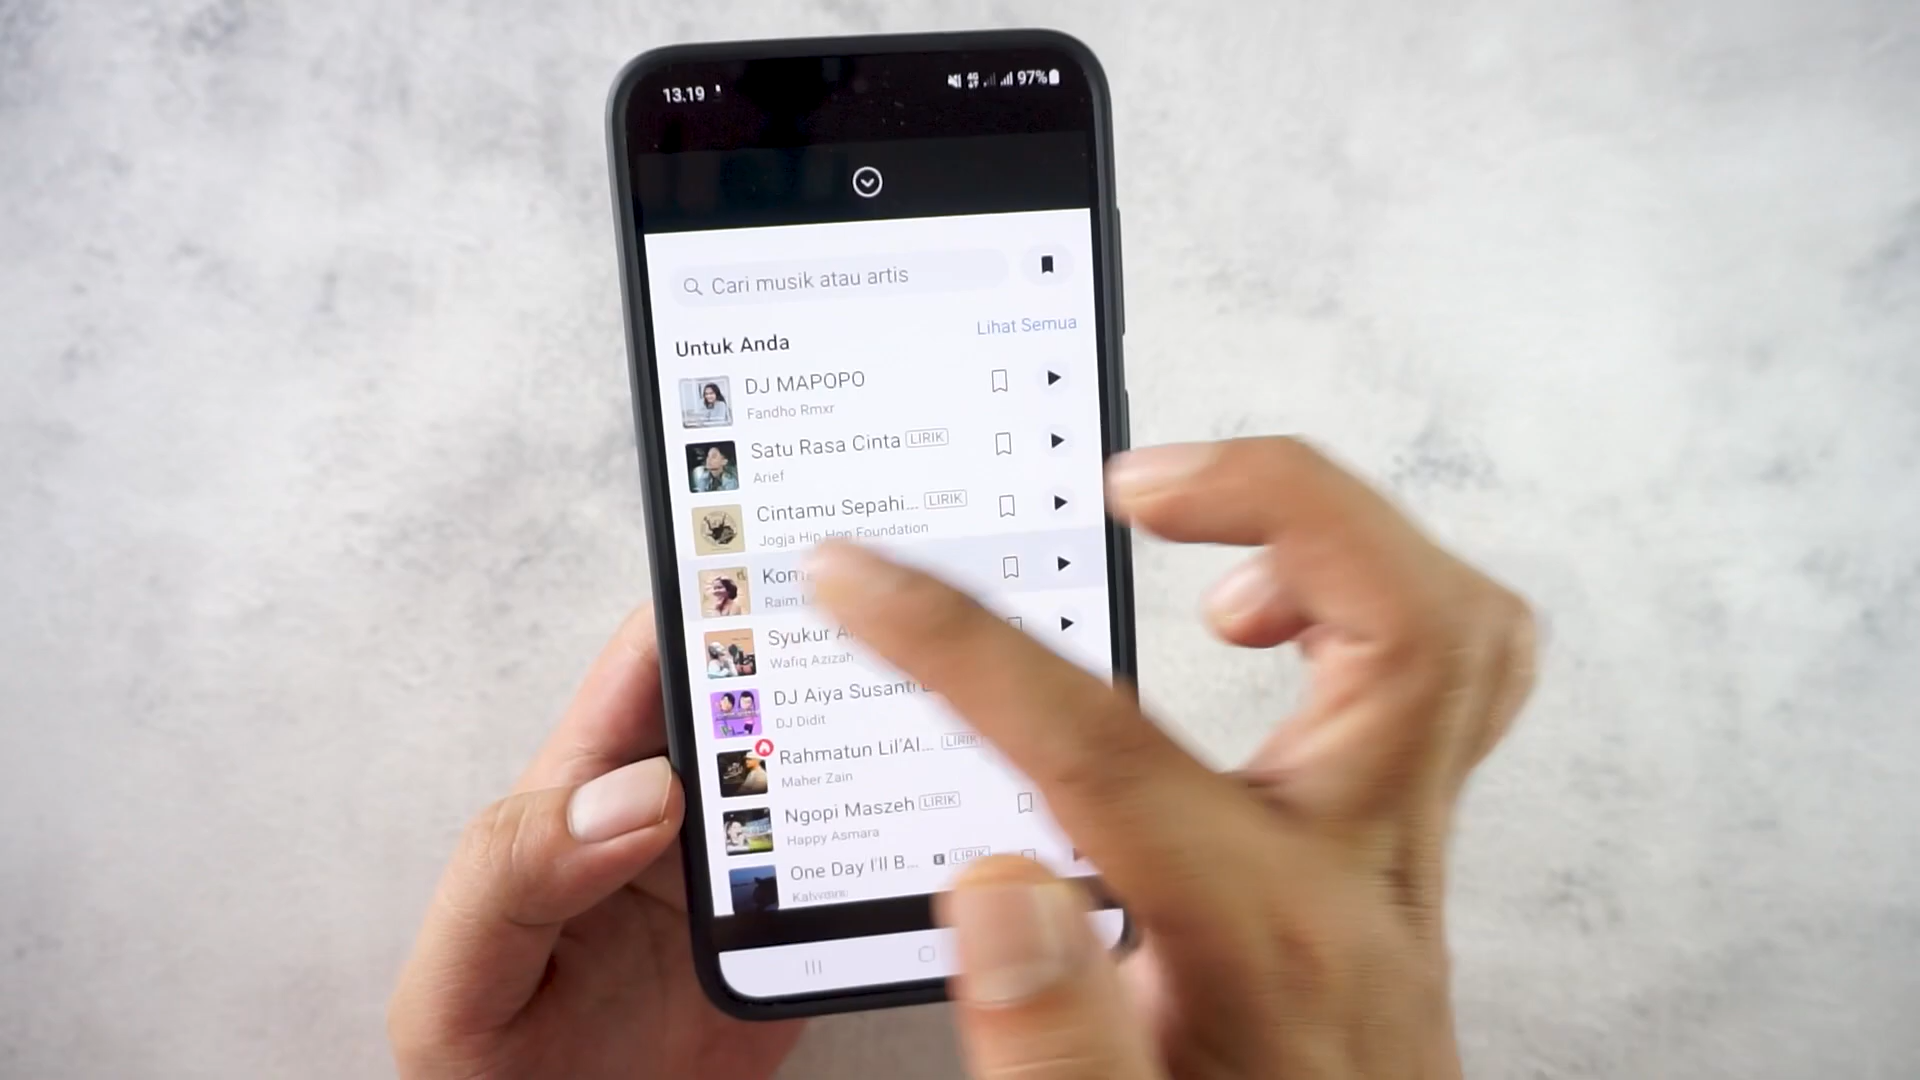 13.19
4G 97%
Cari musik atau artis
Untuk Anda
Lihat Semua
DJ MAPOPO
Fandho Rmxr
Satu Rasa Cinta LIRIK
Arief
Cintamu Sepahi... LIRIK
Jogja Hip Hop Foundation
Raim
Syukur
Wafiq Azizah
DJ Aiya Susanti
DJ Didit
Rahmatun Lil'Al... LIRIK
Maher Zain
Ngopi Maszeh LIRIK
Happy Asmara
One Day I'll B... E LIRIK